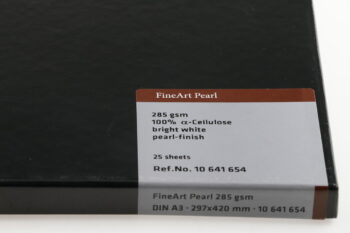 FineArt Pearl
285 gsm
100% α-Cellulose
bright white
pearl-finish
25 sheets
Ref.No. 10 641 654
FineArt Pearl 285 gsm
DIN A3 · 297x420 mm · 10 641 654